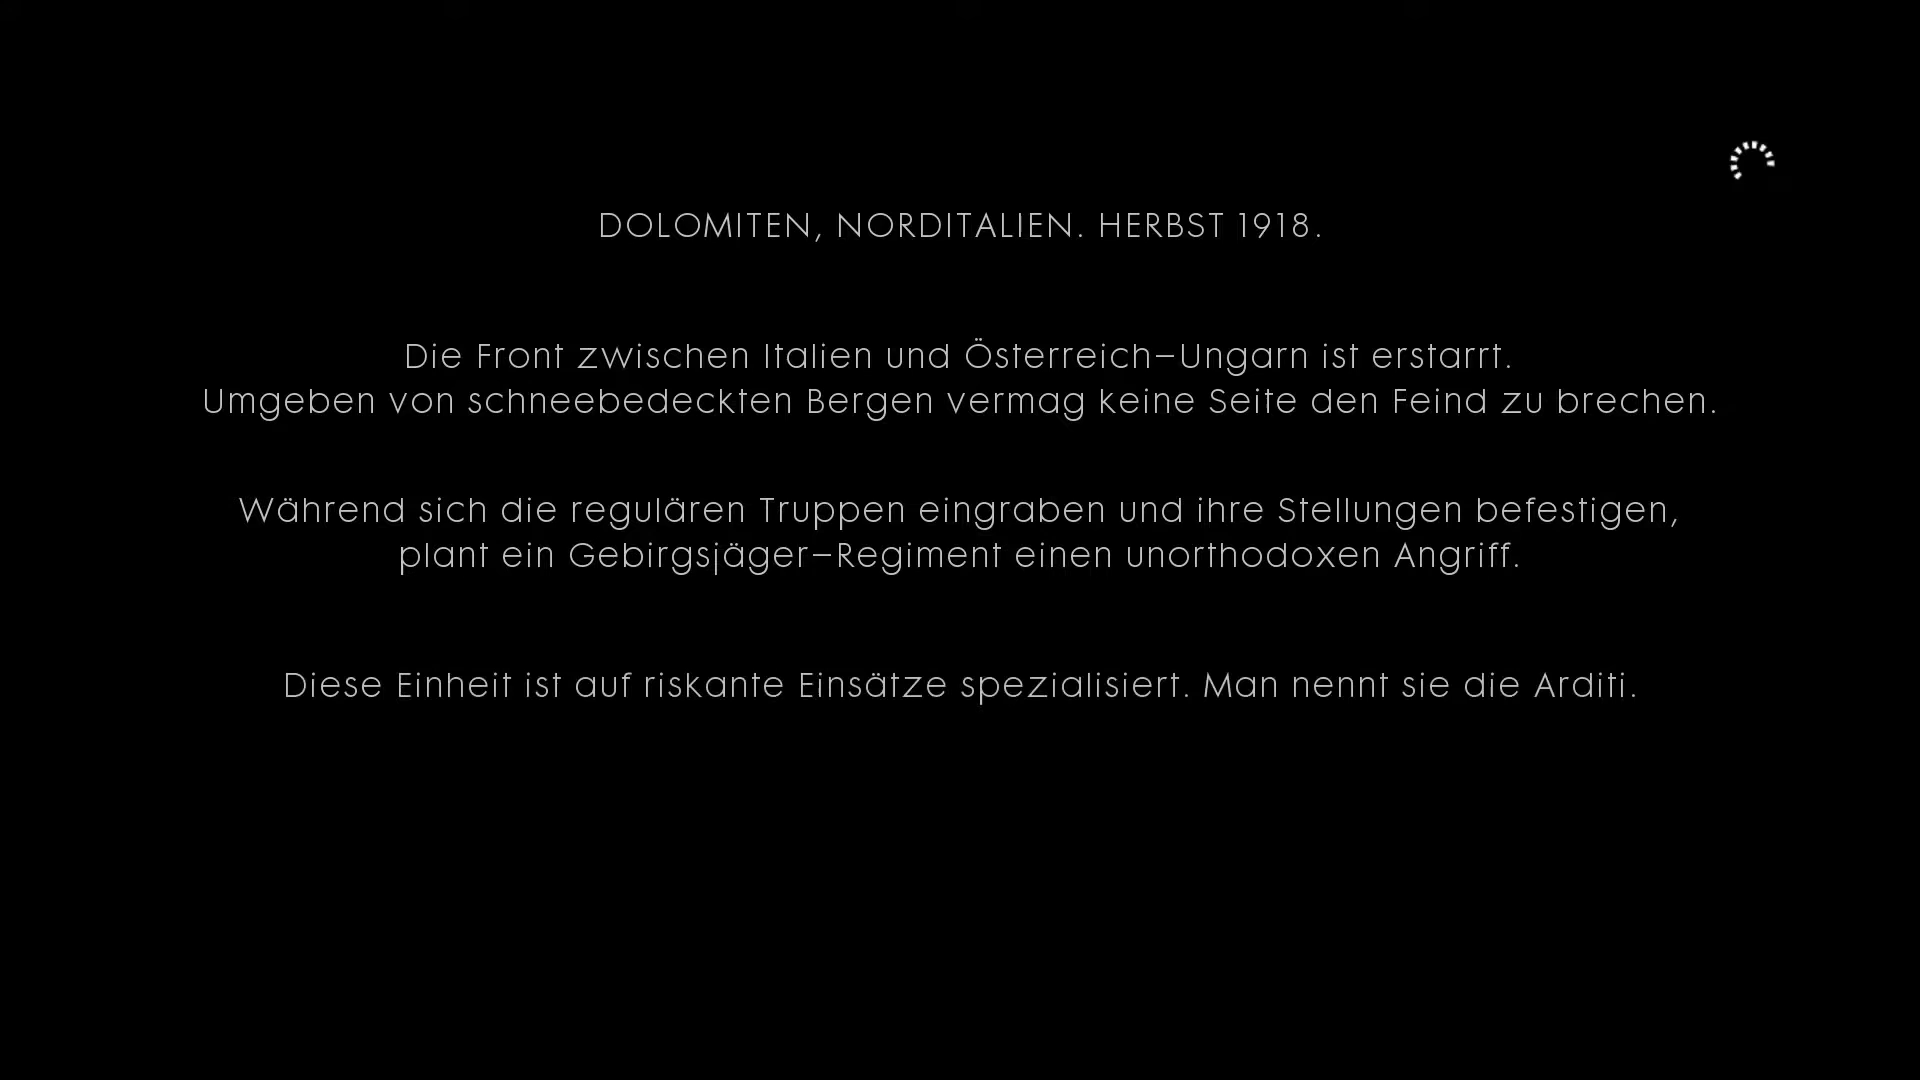 DOLOMITEN, NORDITALIEN. HERBST 1918.
Die Front zwischen Italien und Österreich-Ungarn ist erstarrt.
Umgeben von schneebedeckten Bergen vermag keine Seite den Feind zu brechen.
Während sich die regulären Truppen eingraben und ihre Stellungen befestigen,
plant ein Gebirgsjäger-Regiment einen unorthodoxen Angriff.
Diese Einheit ist auf riskante Einsätze spezialisiert. Man nennt sie die Arditi.